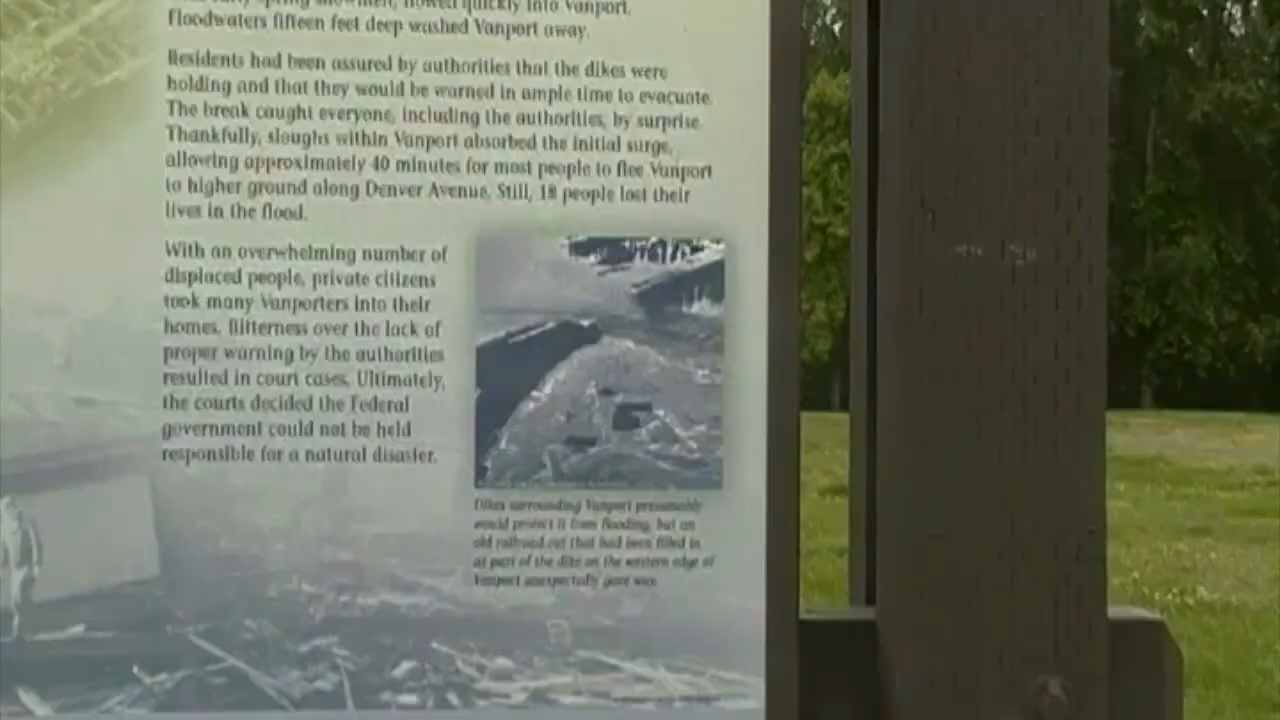 early spring snowmelt, flowed quickly into Vanport,
floodwaters fifteen feet deep washed Vanport away.
Residents had been assured by authorities that the dikes were
holding and that they would be warned in ample time to evacuate.
The break caught everyone, including the authorities, by surprise.
Thankfully, sloughs within Vanport absorbed the initial surge,
allowing approximately 40 minutes for most people to flee Vanport
to higher ground along Denver Avenue. Still, 18 people lost their
lives in the flood.
With an overwhelming number of
displaced people, private citizens
took many Vanporters into their
homes. Bitterness over the lack of
proper warning by the authorities
resulted in court cases. Ultimately,
the courts decided the Federal
government could not be held
responsible for a natural disaster.
Dikes surrounding Vanport presumably
would protect it from flooding, but an
old railroad cut that had been filled in
as part of the dike on the western edge of
Vanport unexpectedly gave way.